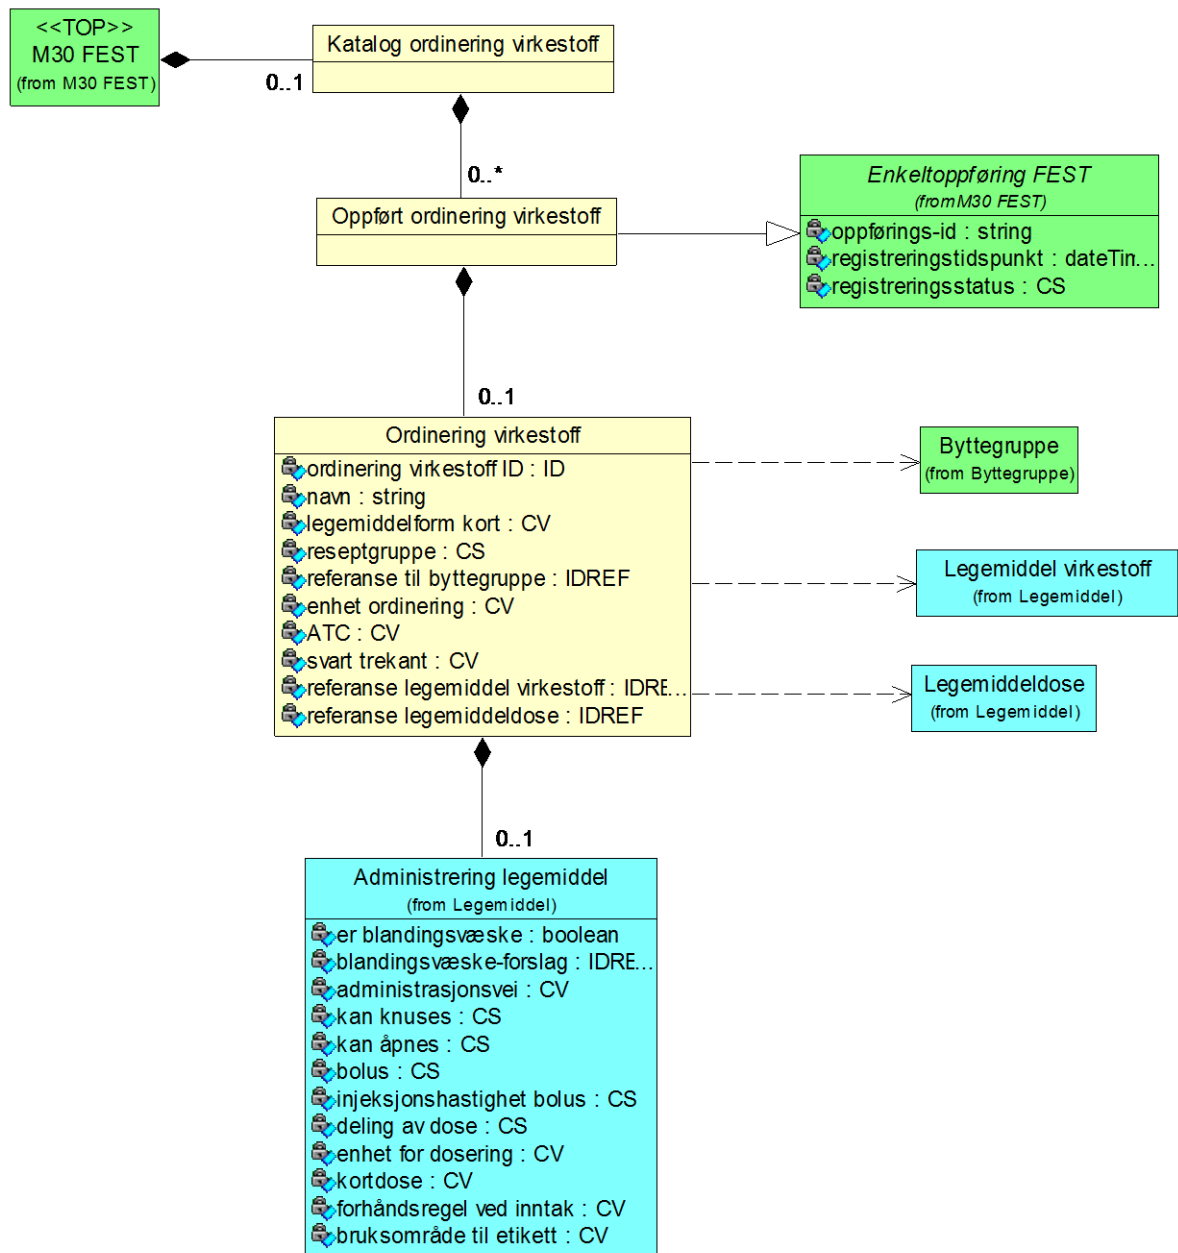 <<TOP>>
M30 FEST
(from M30 FEST)
0..1
Katalog ordinering virkestoff
0..*
Oppført ordinering virkestoff
Enkeltoppføring FEST
(fromM30 FEST)
oppførings-id : string
registreringstidspunkt : dateTin...
registreringsstatus : CS
0..1
Ordinering virkestoff
ordinering virkestoff ID : ID
navn : string
legemiddelform kort : CV
reseptgruppe : CS
referanse til byttegruppe : IDREF
enhet ordinering : CV
ATC : CV
svart trekant : CV
referanse legemiddel virkestoff : IDRE...
referanse legemiddeldose : IDREF
Byttegruppe
(from Byttegruppe)
Legemiddel virkestoff
(from Legemiddel)
Legemiddeldose
(from Legemiddel)
0..1
Administrering legemiddel
(from Legemiddel)
er blandingsvæske : boolean
blandingsvæske-forslag : IDRE...
administrasjonsvei : CV
kan knuses : CS
kan åpnes : CS
bolus : CS
injeksjonshastighet bolus : CS
deling av dose : CS
enhet for dosering : CV
kortdose : CV
forhåndsregel ved inntak : CV
bruksområde til etikett : CV